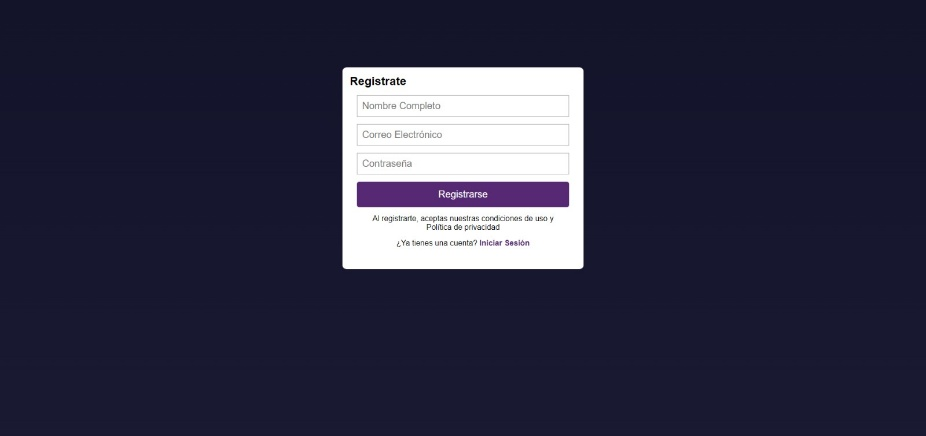 Registrate
Nombre Completo
Correo Electrónico
Contraseña
Registrarse
Al registrarte, aceptas nuestras condiciones de uso y
Política de privacidad
¿Ya tienes una cuenta? Iniciar Sesión